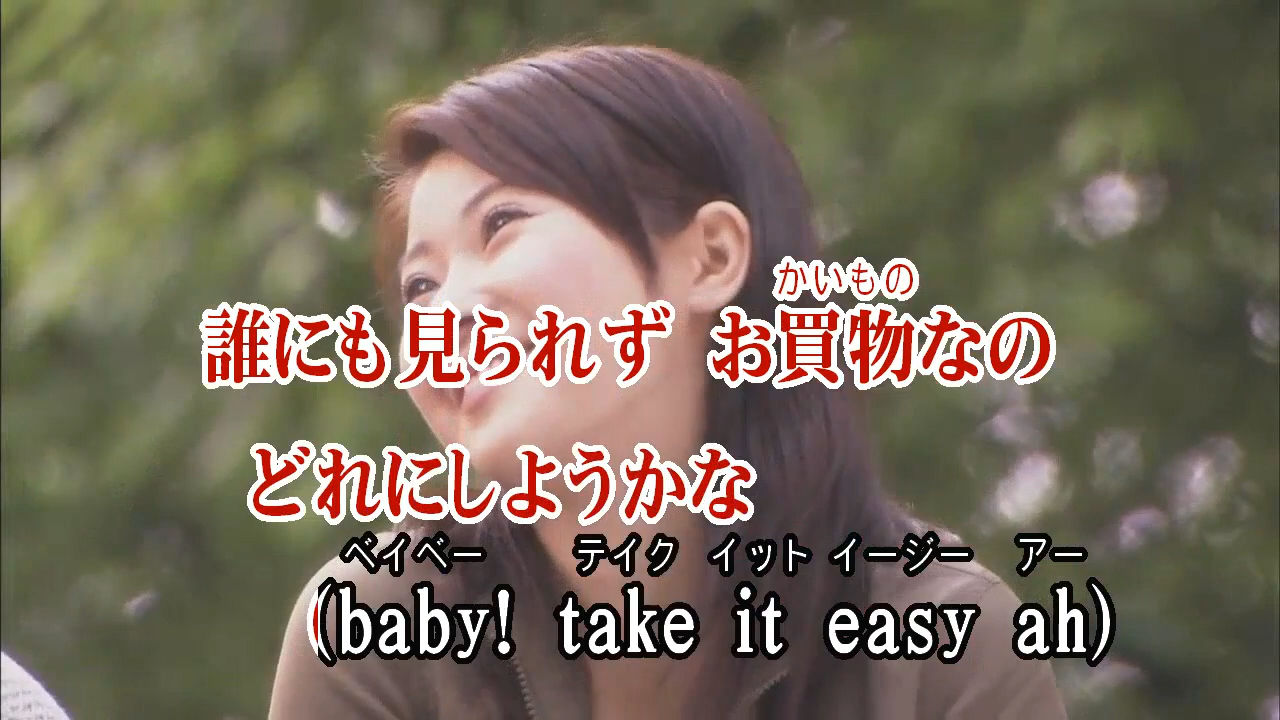 かいもの
誰にも見られず お買物なの
どれにしようかな
ベイベー テイク イット イージー アー
(baby! take it easy ah)